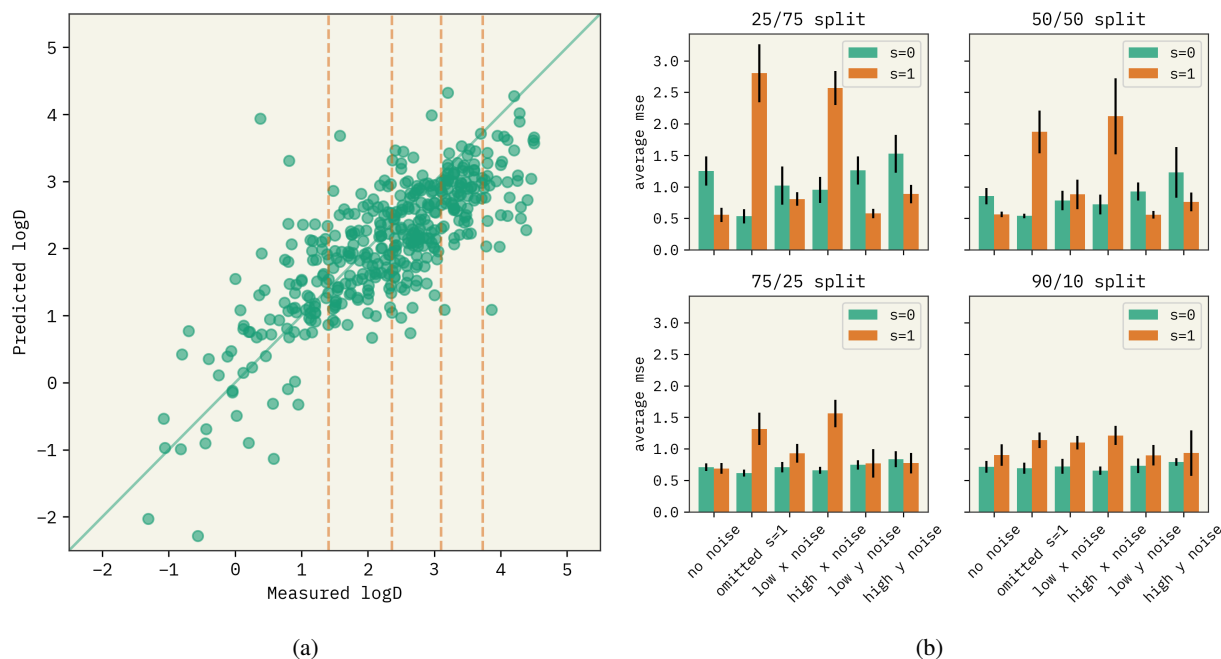 5
4
3
2
1
0
−1
−2
Predicted logD
−2 −1 0 1 2 3 4 5
Measured logD
(a)
25/75 split
s=0
s=1
3.0
2.5
2.0
1.5
1.0
0.5
0.0
average mse
50/50 split
s=0
s=1
75/25 split
s=0
s=1
3.0
2.5
2.0
1.5
1.0
0.5
0.0
average mse
no noise
omitted s=1
low x noise
high x noise
low y noise
high y noise
90/10 split
s=0
s=1
no noise
omitted s=1
low x noise
high x noise
low y noise
high y noise
(b)